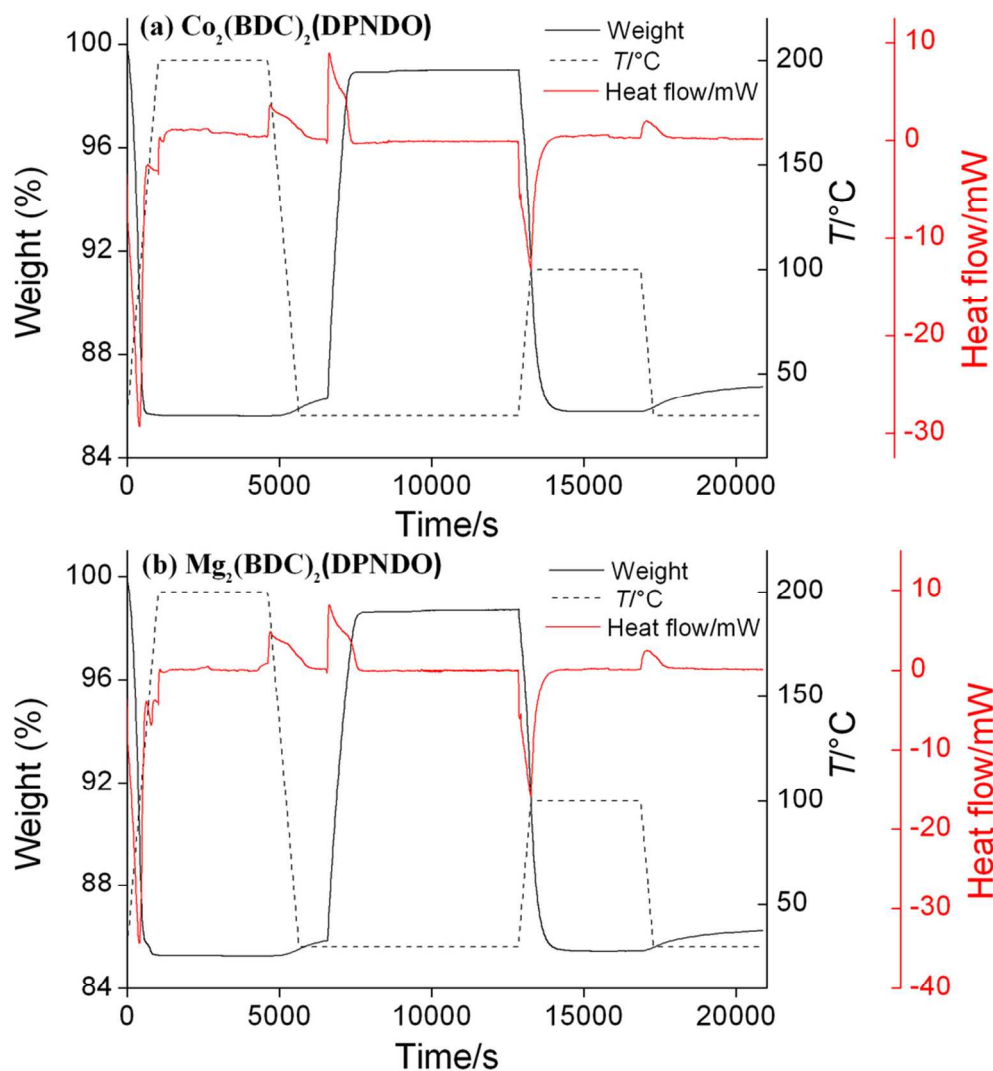 (a) Co₂(BDC)₂(DPNDO)
Weight
T/°C
Heat flow/mW
100
96
92
88
84
Weight (%)
200
150
100
50
T/°C
10
0
-10
-20
-30
Heat flow/mW
0 5000 10000 15000 20000
Time/s
(b) Mg₂(BDC)₂(DPNDO)
Weight
T/°C
Heat flow/mW
100
96
92
88
84
Weight (%)
200
150
100
50
T/°C
10
0
-10
-20
-30
-40
Heat flow/mW
0 5000 10000 15000 20000
Time/s